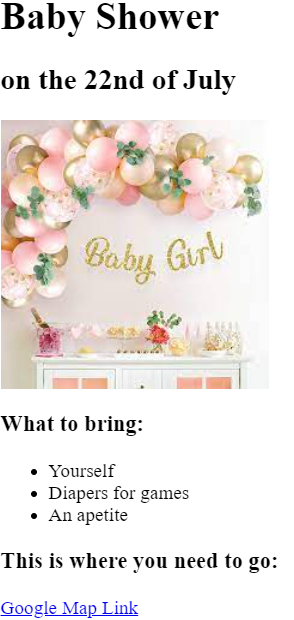 Baby Shower
on the 22nd of July
Baby Girl
What to bring:
Yourself
Diapers for games
An apetite
This is where you need to go:
Google Map Link